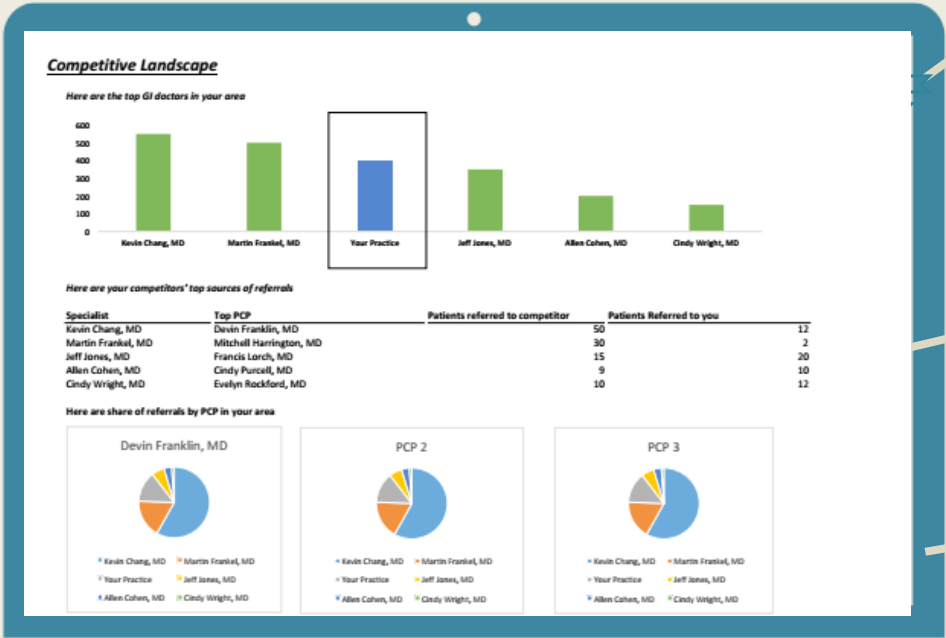 Competitive Landscape
Here are the top GI doctors in your area
600
500
400
300
200
100
0
Kevin Chang, MD Martin Frankel, MD Your Practice Jeff Jones, MD Allen Cohen, MD Cindy Wright, MD
Here are your competitors' top sources of referrals
Specialist Top PCP Patients referred to competitor Patients Referred to you
Kevin Chang, MD Devin Franklin, MD 50 12
Martin Frankel, MD Mitchell Harrington, MD 30 2
Jeff Jones, MD Francis Lorch, MD 15 20
Allen Cohen, MD Cindy Purcell, MD 9 10
Cindy Wright, MD Evelyn Rockford, MD 10 12
Here are share of referrals by PCP in your area
Devin Franklin, MD PCP 2 PCP 3
Kevin Chang, MD Martin Frankel, MD Kevin Chang, MD Martin Frankel, MD Kevin Chang, MD Martin Frankel, MD
Your Practice Jeff Jones, MD Your Practice Jeff Jones, MD Your Practice Jeff Jones, MD
Allen Cohen, MD Cindy Wright, MD Allen Cohen, MD Cindy Wright, MD Allen Cohen, MD Cindy Wright, MD